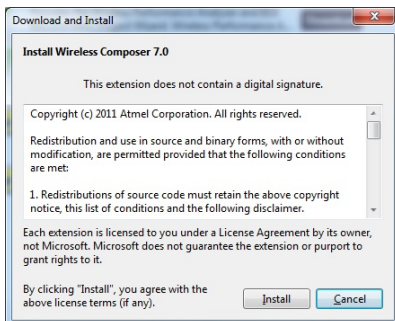 Download and Install
Install Wireless Composer 7.0
This extension does not contain a digital signature.
Copyright (c) 2011 Atmel Corporation. All rights reserved.
Redistribution and use in source and binary forms, with or without
modification, are permitted provided that the following conditions
are met:
1. Redistributions of source code must retain the above copyright
notice, this list of conditions and the following disclaimer.
Each extension is licensed to you under a License Agreement by its owner,
not Microsoft. Microsoft does not guarantee the extension or purport to
grant rights to it.
By clicking "Install", you agree with the
above license terms (if any).
Install
Cancel